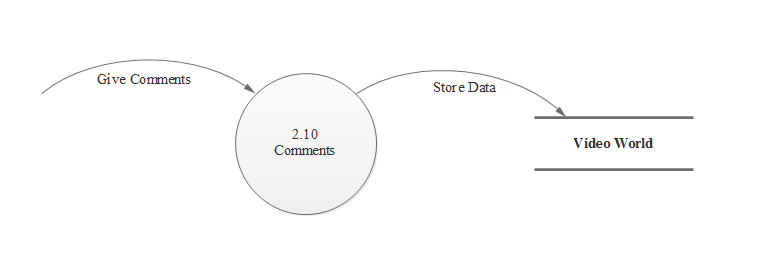 Give Comments
Store Data
2.10
Comments
Video World